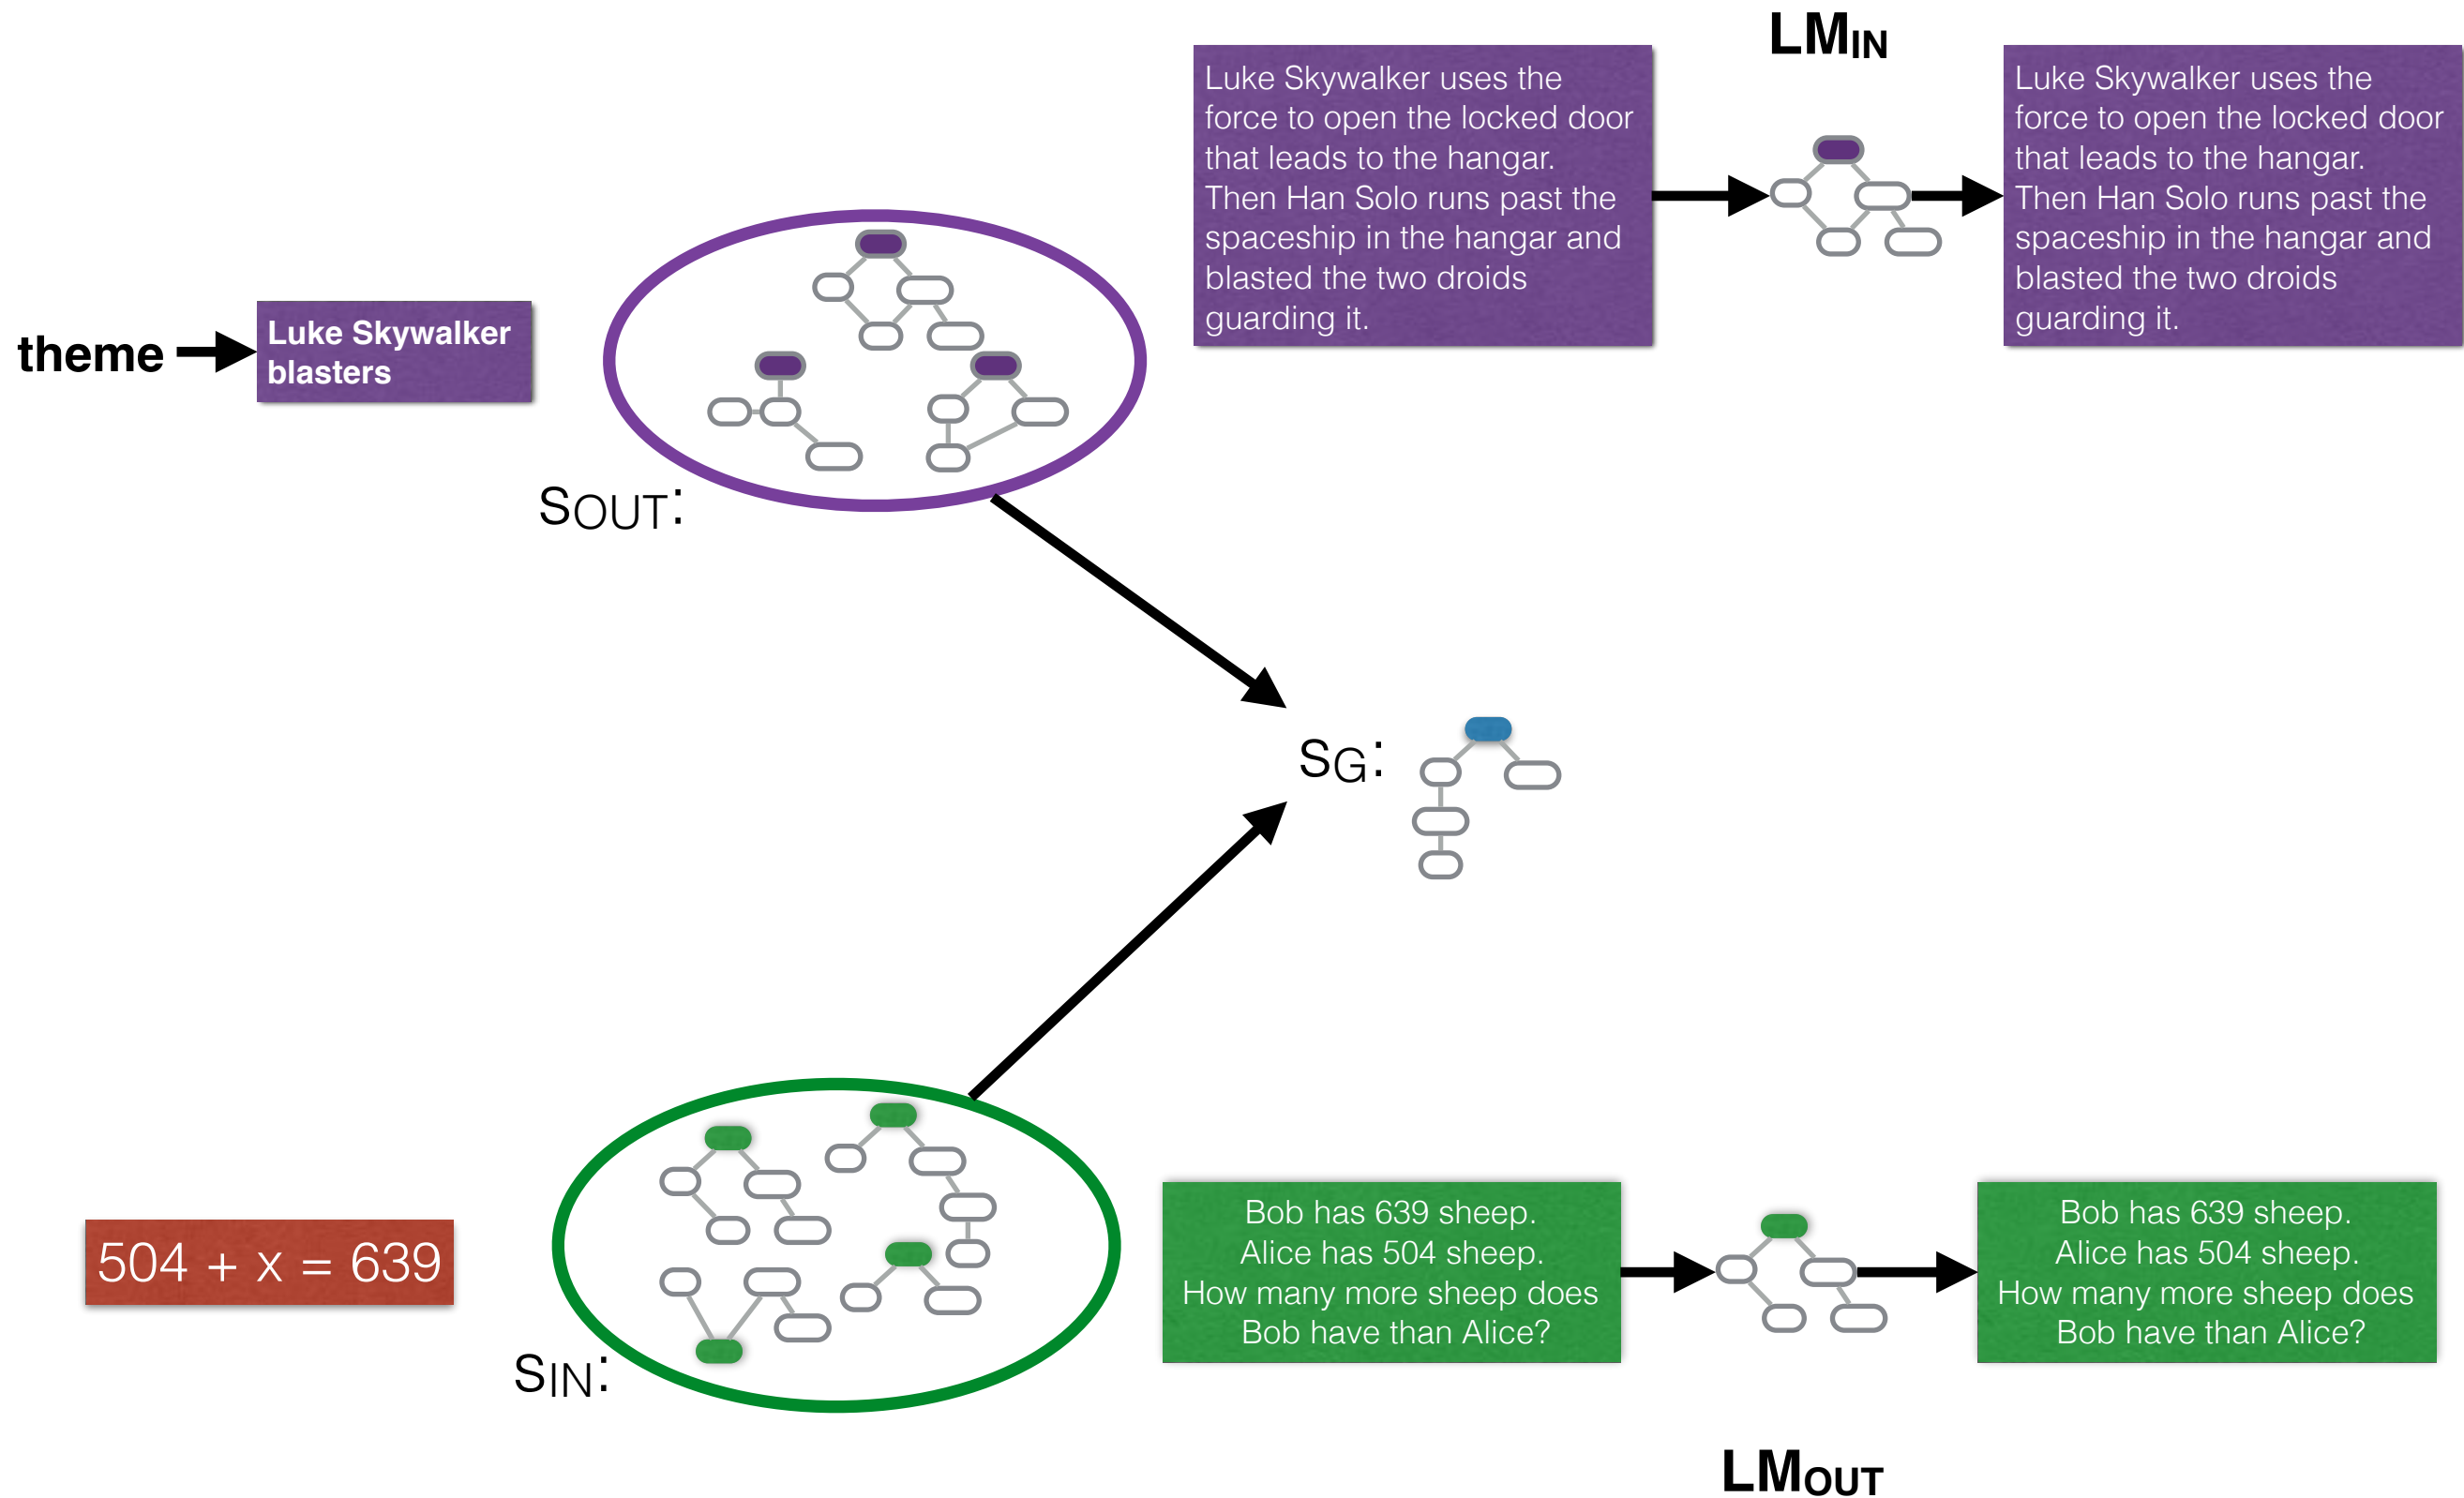 LMIN
Luke Skywalker uses the
force to open the locked door
that leads to the hangar.
Then Han Solo runs past the
spaceship in the hangar and
blasted the two droids
guarding it.
Luke Skywalker uses the
force to open the locked door
that leads to the hangar.
Then Han Solo runs past the
spaceship in the hangar and
blasted the two droids
guarding it.
theme
Luke Skywalker
blasters
SOUT:
SG:
504 + x = 639
SIN:
Bob has 639 sheep.
Alice has 504 sheep.
How many more sheep does
Bob have than Alice?
Bob has 639 sheep.
Alice has 504 sheep.
How many more sheep does
Bob have than Alice?
LMOUT